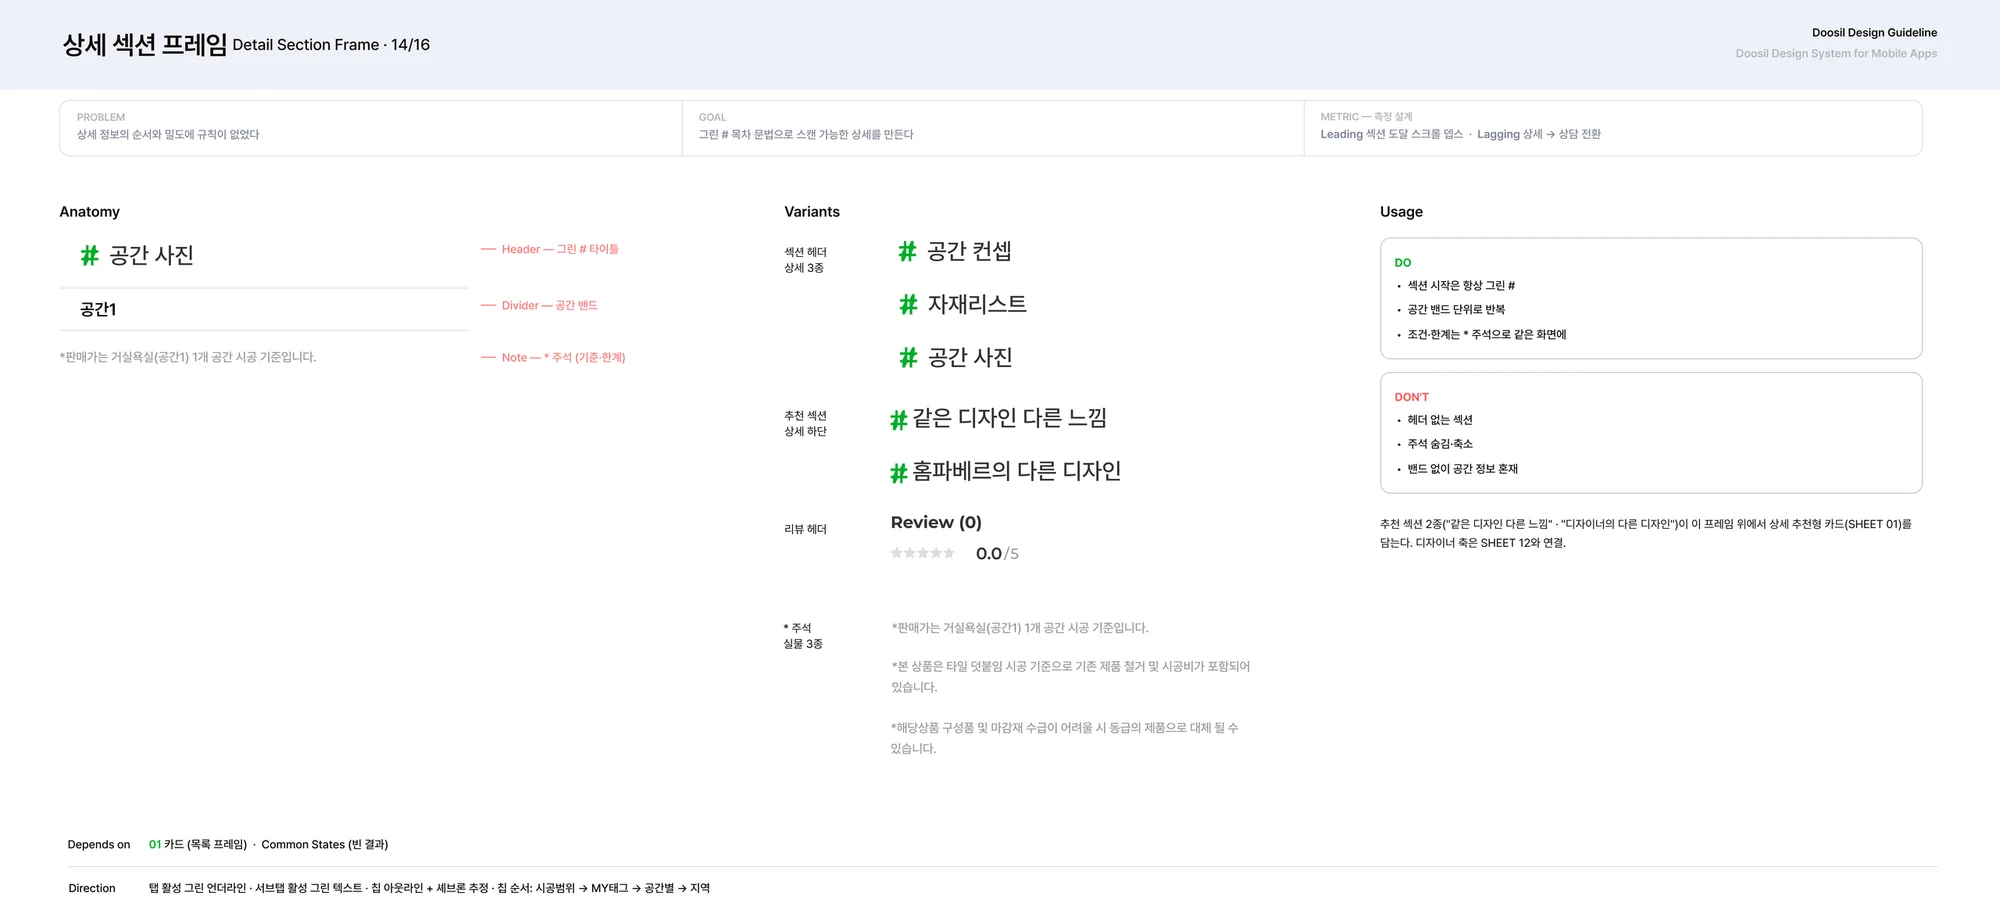 상세 섹션 프레임 Detail Section Frame · 14/16
Doosil Design Guideline
Doosil Design System for Mobile Apps
PROBLEM
상세 정보의 순서와 밀도에 규칙이 없었다
GOAL
그린 # 목차 문법으로 스캔 가능한 상세를 만든다
METRIC — 측정 설계
Leading 섹션 도달 스크롤 뎁스 · Lagging 상세 → 상담 전환
Anatomy
# 공간 사진
Header — 그린 # 타이틀
공간1
Divider — 공간 밴드
*판매가는 거실욕실(공간1) 1개 공간 시공 기준입니다.
Note — * 주석 (기준·한계)
Variants
섹션 헤더
상세 3종
# 공간 컨셉
# 자재리스트
# 공간 사진
추천 섹션
상세 하단
# 같은 디자인 다른 느낌
# 홈파베르의 다른 디자인
리뷰 헤더
Review (0)
★★★★★ 0.0/5
* 주석
실물 3종
*판매가는 거실욕실(공간1) 1개 공간 시공 기준입니다.
*본 상품은 타일 덧붙임 시공 기준으로 기존 제품 철거 및 시공비가 포함되어
있습니다.
*해당상품 구성품 및 마감재 수급이 어려울 시 동급의 제품으로 대체 될 수
있습니다.
Usage
DO
• 섹션 시작은 항상 그린 #
• 공간 밴드 단위로 반복
• 조건·한계는 * 주석으로 같은 화면에
DON'T
• 헤더 없는 섹션
• 주석 숨김·축소
• 밴드 없이 공간 정보 혼재
추천 섹션 2종("같은 디자인 다른 느낌" · "디자이너의 다른 디자인")이 이 프레임 위에서 상세 추천형 카드(SHEET 01)를
담는다. 디자이너 축은 SHEET 12와 연결.
Depends on 01 카드 (목록 프레임) · Common States (빈 결과)
Direction 탭 활성 그린 언더라인 · 서브탭 활성 그린 텍스트 · 칩 아웃라인 + 셰브론 추정 · 칩 순서: 시공범위 → MY태그 → 공간별 → 지역